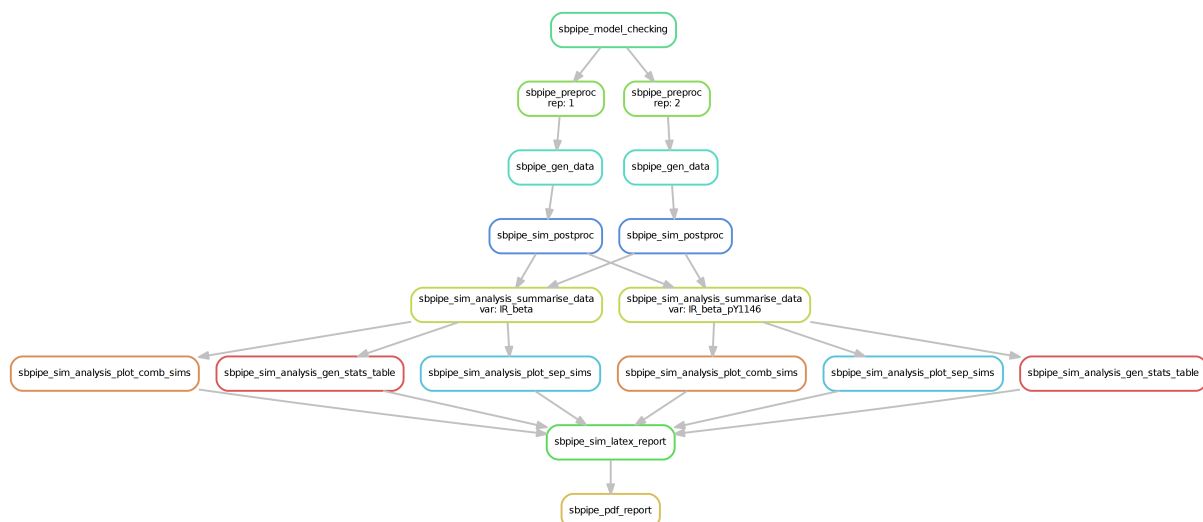 sbpipe_model_checking
sbpipe_preproc
rep: 1
sbpipe_preproc
rep: 2
sbpipe_gen_data
sbpipe_gen_data
sbpipe_sim_postproc
sbpipe_sim_postproc
sbpipe_sim_analysis_summarise_data
var: IR_beta
sbpipe_sim_analysis_summarise_data
var: IR_beta_pY1146
sbpipe_sim_analysis_plot_comb_sims
sbpipe_sim_analysis_gen_stats_table
sbpipe_sim_analysis_plot_sep_sims
sbpipe_sim_analysis_plot_comb_sims
sbpipe_sim_analysis_plot_sep_sims
sbpipe_sim_analysis_gen_stats_table
sbpipe_sim_latex_report
sbpipe_pdf_report